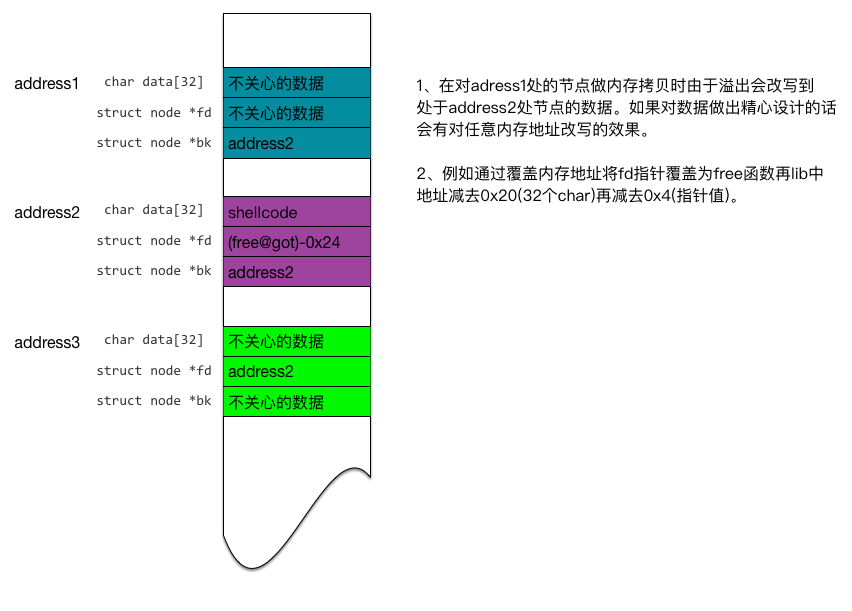 address1 char data[32] 不关心的数据
struct node *fd 不关心的数据
struct node *bk address2
address2 char data[32] shellcode
struct node *fd (free@got)-0x24
struct node *bk address2
address3 char data[32] 不关心的数据
struct node *fd address2
struct node *bk 不关心的数据
1、在对adress1处的节点做内存拷贝时由于溢出会改写到
处于address2处节点的数据。如果对数据做出精心设计的话
会有对任意内存地址改写的效果。
2、例如通过覆盖内存地址将fd指针覆盖为free函数再lib中
地址减去0x20(32个char)再减去0x4(指针值)。